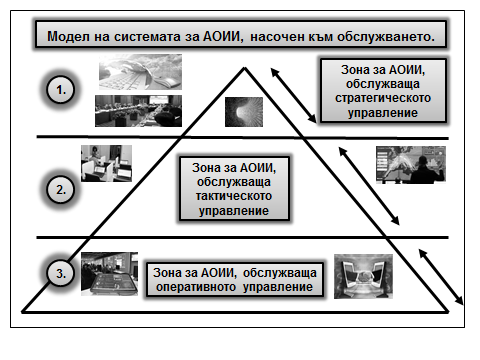 Модел на системата за АОИИ, насочен към обслужването.
1.
Зона за АОИИ,
обслужваща
стратегическото
управление
2.
Зона за АОИИ,
обслужваща
тактическото
управление
3.
Зона за АОИИ, обслужваща
оперативното управление